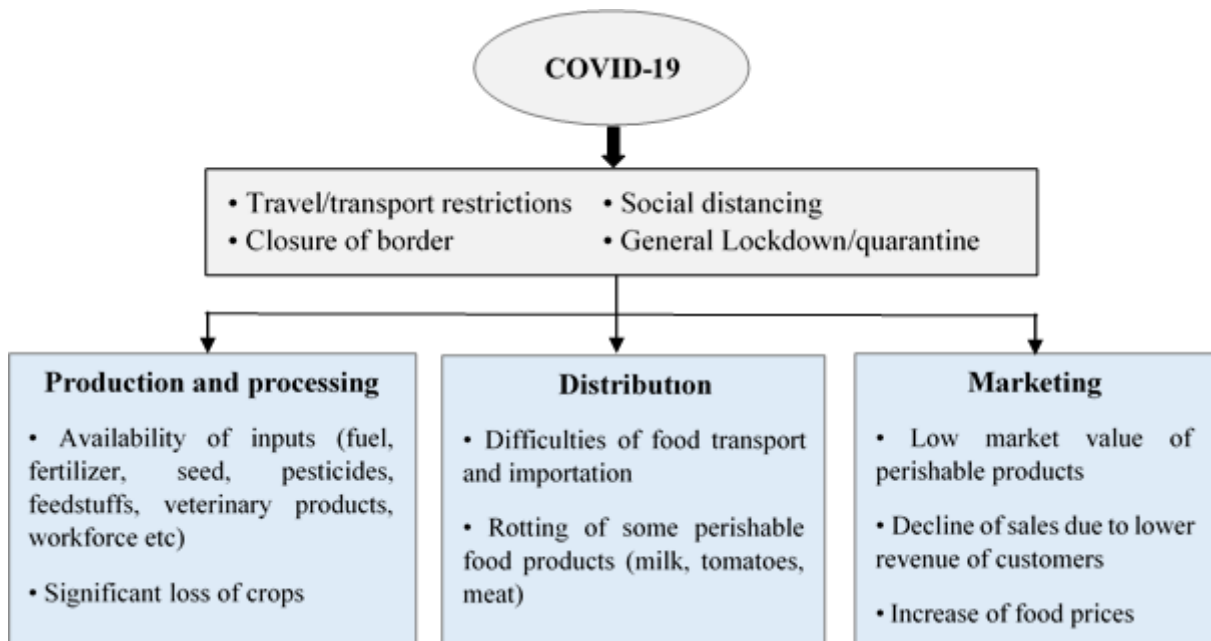 COVID-19
• Travel/transport restrictions • Social distancing
• Closure of border • General Lockdown/quarantine
Production and processing
• Availability of inputs (fuel,
fertilizer, seed, pesticides,
feedstuffs, veterinary products,
workforce etc)
• Significant loss of crops
Distributıon
• Difficulties of food transport
and importation
• Rotting of some perishable
food products (milk, tomatoes,
meat)
Marketing
• Low market value of
perishable products
• Decline of sales due to lower
revenue of customers
• Increase of food prices